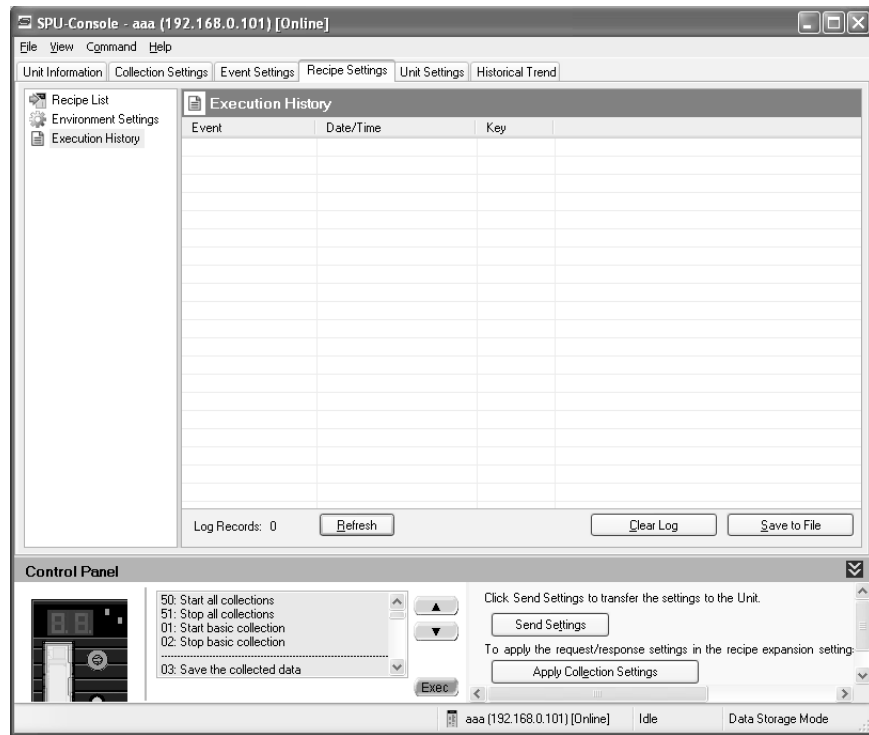 SPU-Console - aaa (192.168.0.101) [Online]
File View Command Help
Unit Information Collection Settings Event Settings Recipe Settings Unit Settings Historical Trend
Recipe List
Environment Settings
Execution History
Execution History
Event Date/Time Key
Log Records: 0 Refresh Clear Log Save to File
Control Panel
50: Start all collections
51: Stop all collections
01: Start basic collection
02: Stop basic collection
03: Save the collected data
Exec
Click Send Settings to transfer the settings to the Unit.
Send Settings
To apply the request/response settings in the recipe expansion setting
Apply Collection Settings
aaa (192.168.0.101) [Online] Idle Data Storage Mode